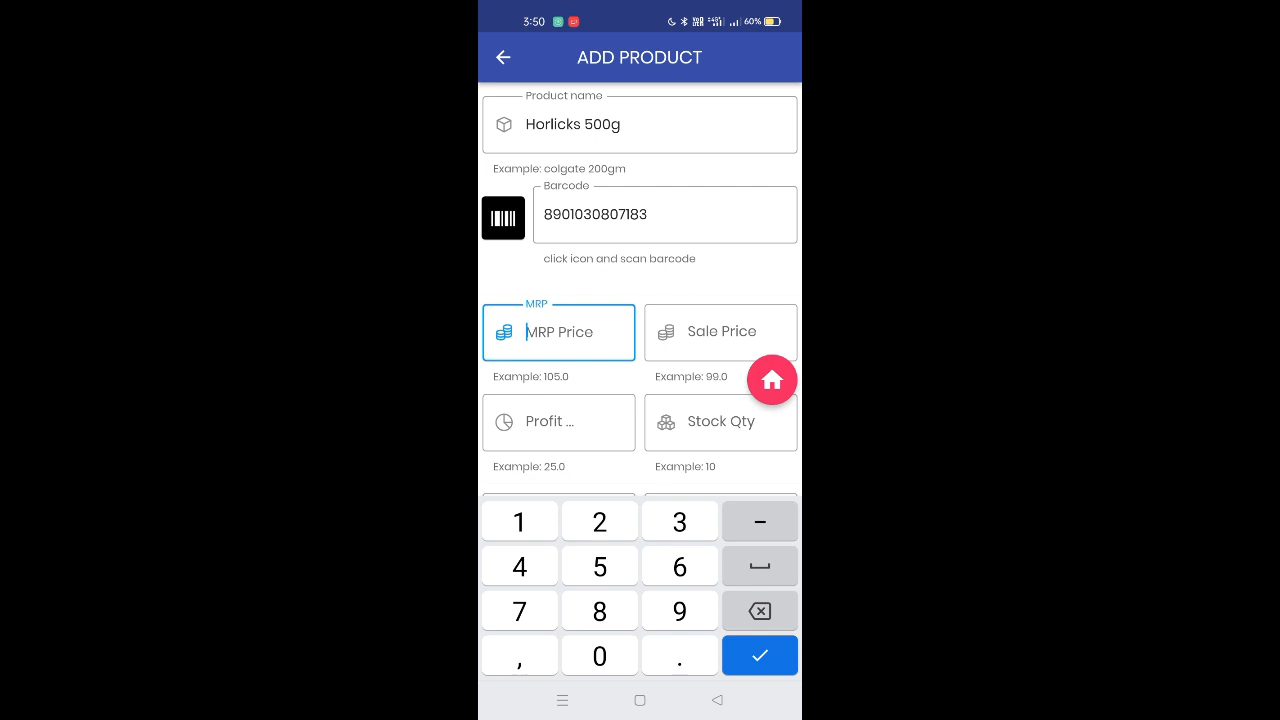 3:50 60%
ADD PRODUCT
Product name
Horlicks 500g
Example: colgate 200gm
Barcode
8901030807183
click icon and scan barcode
MRP
MRP Price Sale Price
Example: 105.0 Example: 99.0
Profit ... Stock Qty
Example: 25.0 Example: 10
1 2 3 -
4 5 6
7 8 9
, 0 .